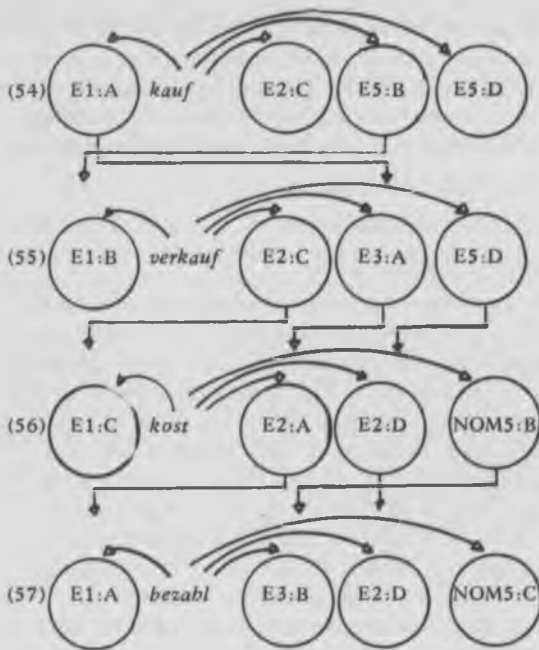 (54) E1:A kauf E2:C E5:B E5:D
(55) E1:B verkauf E2:C E3:A E5:D
(56) E1:C kost E2:A E2:D NOM5:B
(57) E1:A bezahl E3:B E2:D NOM5:C